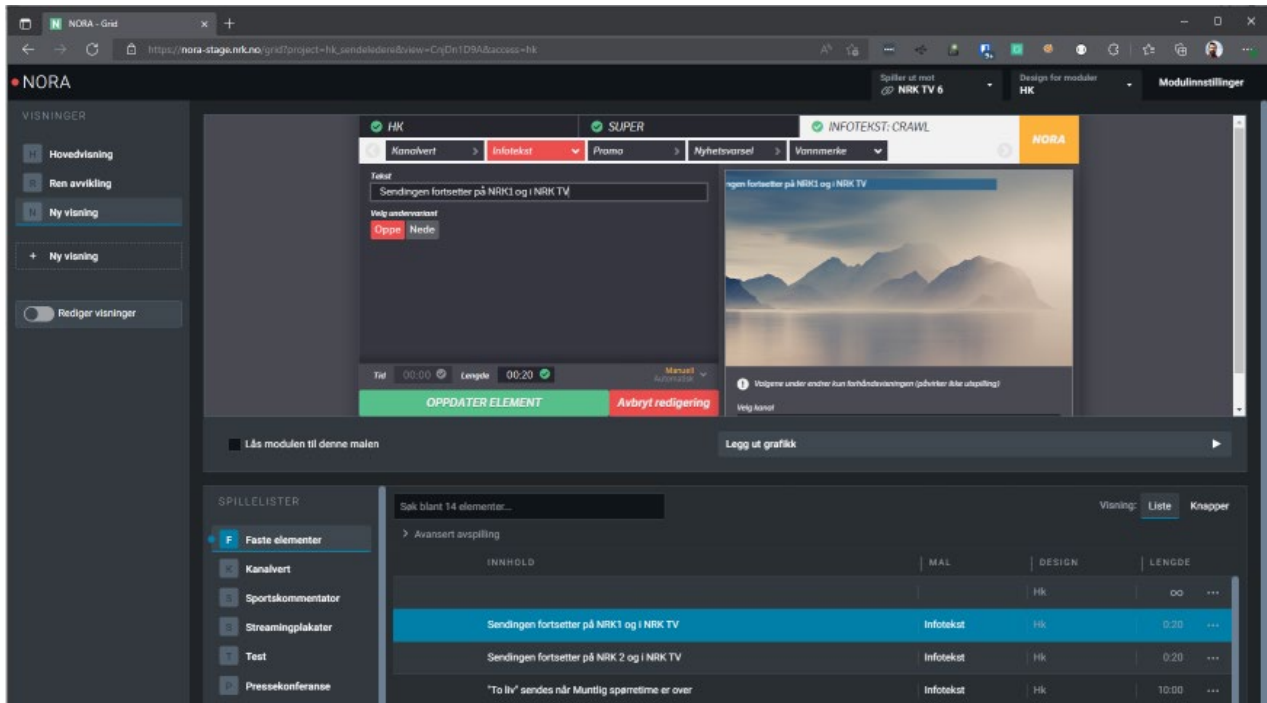 NORA - Grid
https://nora-stage.nrk.no/grid?project=hk_sendeledere&view=CnjDn1D9A&access=hk
NORA
Spiller ut mot
NRK TV 6
Design for moduler
HK
Modulinnstillinger
VISNINGER
H Hovedvisning
R Ren avvikling
N Ny visning
+ Ny visning
Rediger visninger
HK
SUPER
INFOTEKST: CRAWL
NORA
Kanalvert
Infotekst
Promo
Nyhetsvarsel
Vannmerke
Tekst
Sendingen fortsetter på NRK1 og i NRK TV
Velg undervariant
Oppe Nede
ngen fortsetter på NRK1 og i NRK TV
Tid 00:00 Lengde 00:20
Manuell
Automatisk
OPPDATER ELEMENT
Avbryt redigering
Valgene under endrer kun forhåndsvisningen (påvirker ikke utspilling)
Velg kanal
Lås modulen til denne malen
Legg ut grafikk
SPILLELISTER
F Faste elementer
K Kanalvert
S Sportskommentator
S Streamingplakater
T Test
P Pressekonferanse
Søk blant 14 elementer...
Visning: Liste Knapper
Avansert avspilling
INNHOLD MAL DESIGN LENGDE
Hk ∞ ...
Sendingen fortsetter på NRK1 og i NRK TV Infotekst Hk 0:20 ...
Sendingen fortsetter på NRK 2 og i NRK TV Infotekst Hk 0:20 ...
"To liv" sendes når Muntlig spørretime er over Infotekst Hk 10:00 ...